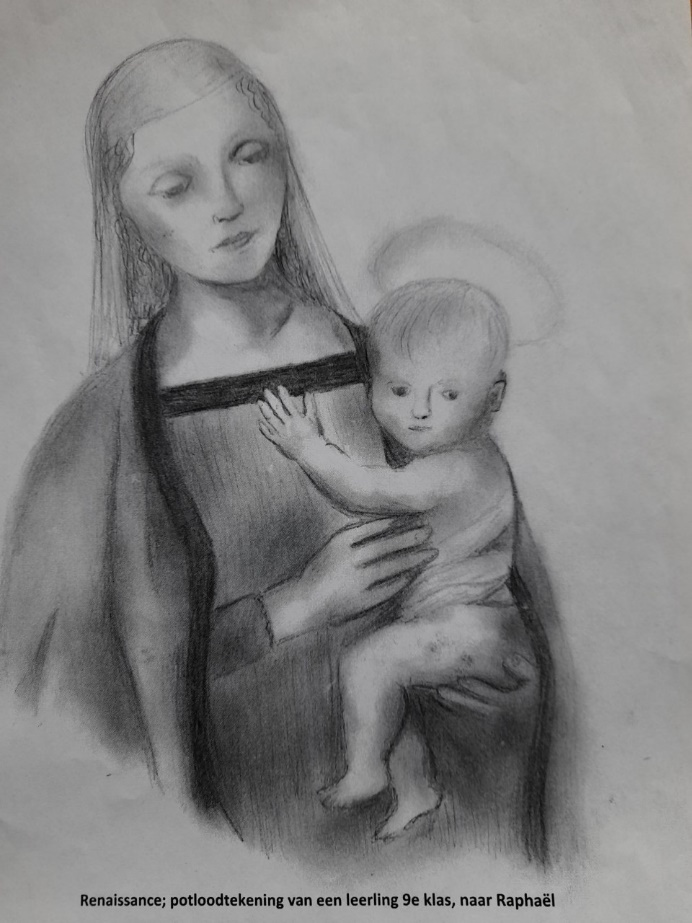 Renaissance; potloodtekening van een leerling 9e klas, naar Raphaël